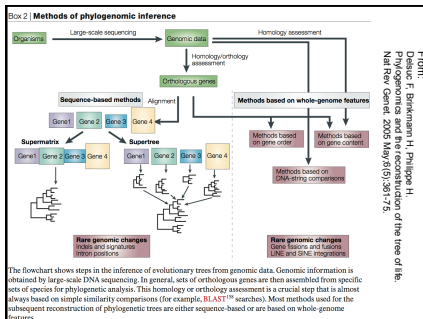 Box 2 | Methods of phylogenomic inference
Organisms
Large-scale sequencing
Genomic data
Homology assessment
Homology/orthology
assessment
Orthologous genes
Sequence-based methods
Alignment
Methods based on whole-genome features
Gene1
Gene 2
Gene 3
Gene 4
Supermatrix
Supertree
Gene1
Gene 2
Gene 3
Gene 4
Gene1
Gene 2
Gene 3
Gene 4
Methods based
on gene order
Methods based
on gene content
Methods based on
DNA-string comparisons
Rare genomic changes
Indels and signatures
Intron positions
Rare genomic changes
Gene fissions and fusions
LINE and SINE integrations
The flowchart shows steps in the inference of evolutionary trees from genomic data. Genomic information is
obtained by large-scale DNA sequencing. In general, sets of orthologous genes are then assembled from specific
sets of species for phylogenetic analysis. This homology or orthology assessment is a crucial step that is almost
always based on simple similarity comparisons (for example, BLAST158 searches). Most methods used for the
subsequent reconstruction of phylogenetic trees are either sequence-based or are based on whole-genome
features.
From:
Delsuc F, Brinkmann H, Philippe H.
Phylogenomics and the reconstruction of the tree of life.
Nat Rev Genet. 2005 May;6(5):361-75.